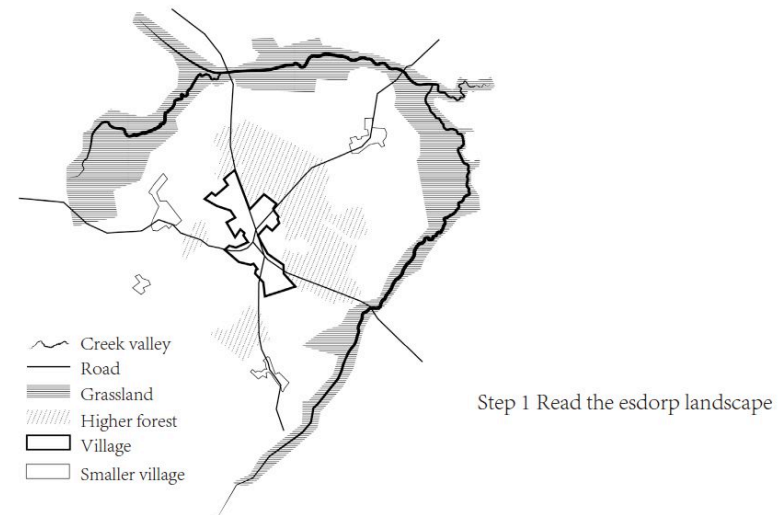 Creek valley
Road
Grassland
Higher forest
Village
Smaller village
Step 1 Read the esdorp landscape